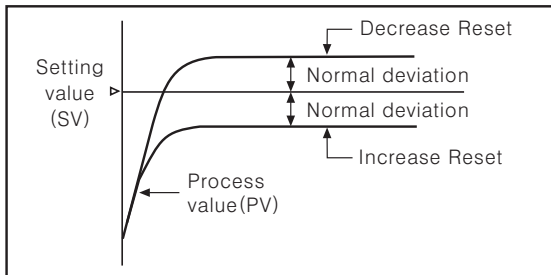 Decrease Reset
Setting
value
(SV)
Normal deviation
Normal deviation
Increase Reset
Process
value(PV)